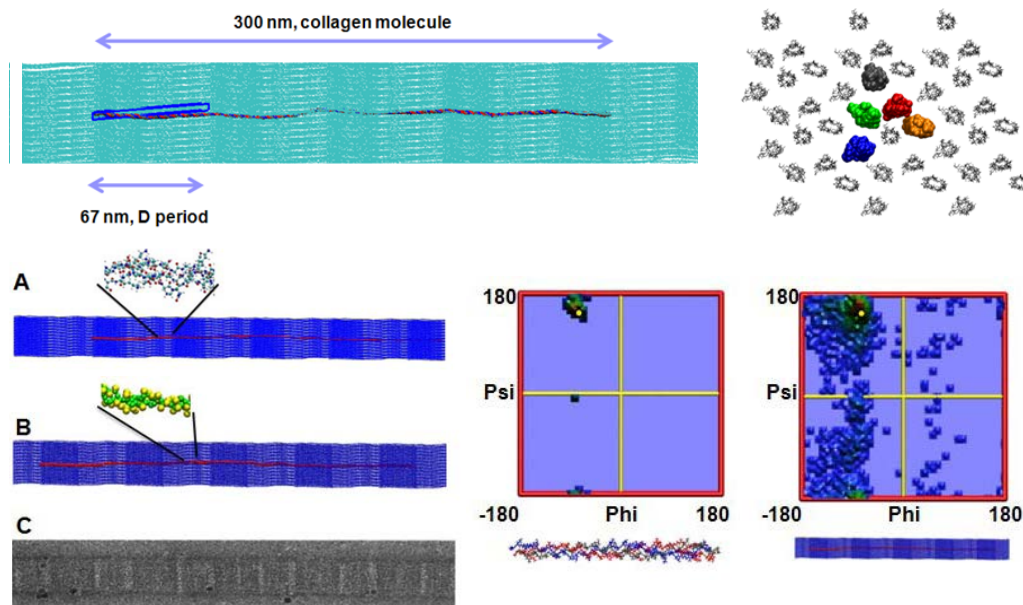 300 nm, collagen molecule
67 nm, D period
A
B
C
180
Psi
-180 Phi 180
180
Psi
-180 Phi 180